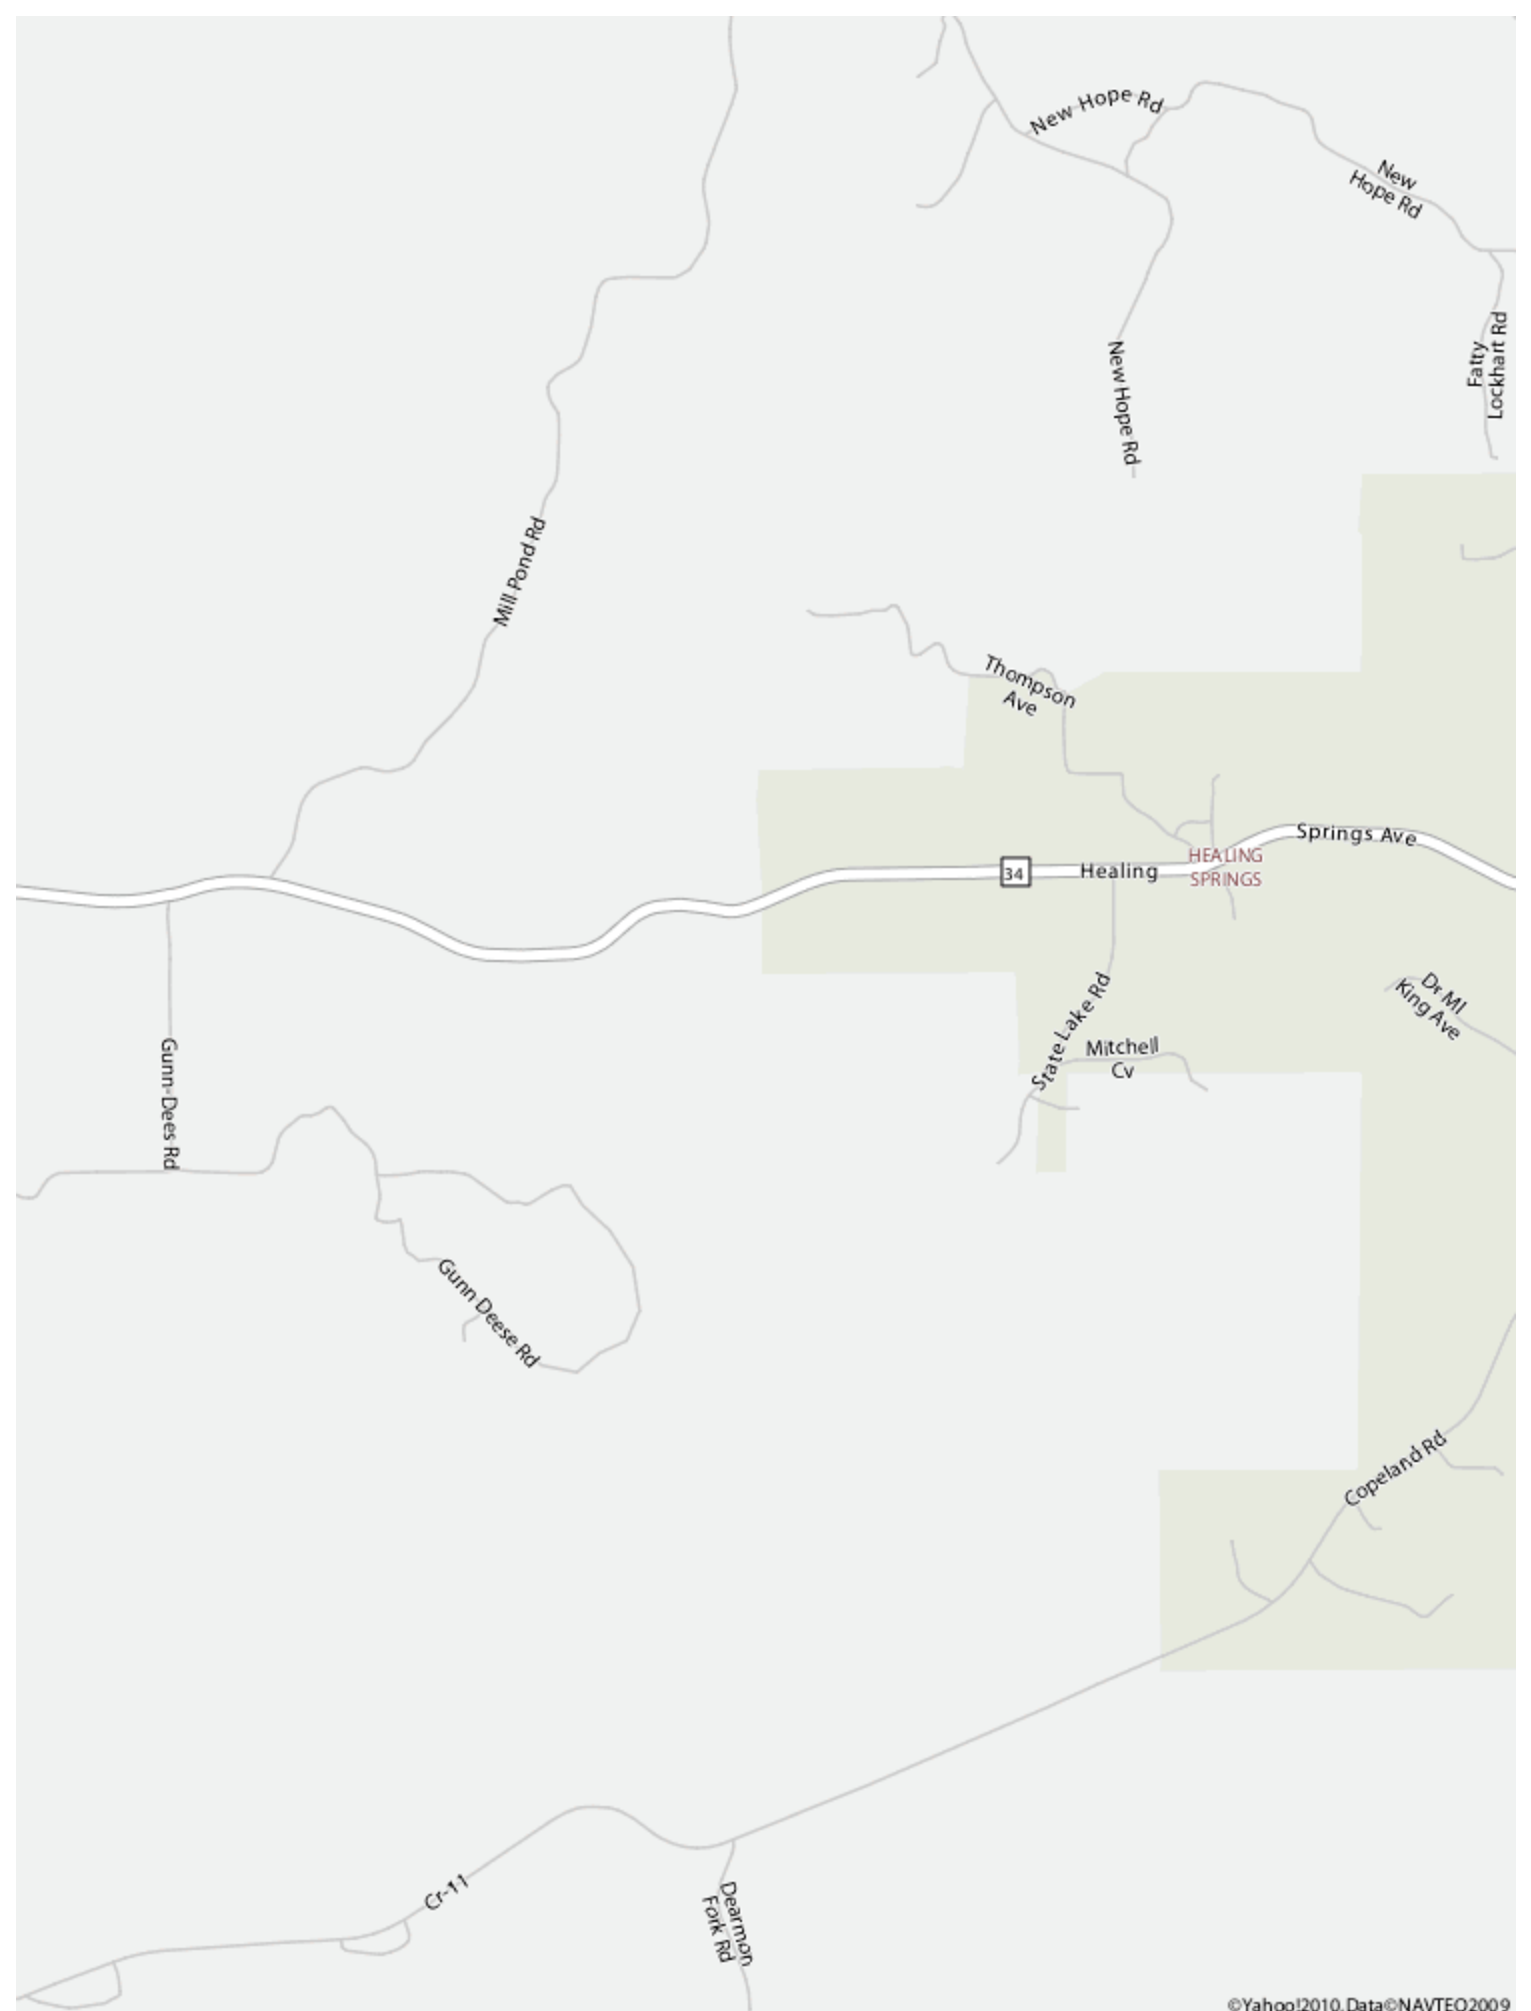 New Hope Rd
New
Hope Rd
Fatty
Lockhart Rd
New Hope Rd
Mill Pond Rd
Thompson
Ave
Springs Ave
HEALING
SPRINGS
34
Healing
State Lake Rd
Dr Ml
King Ave
Mitchell
Cv
Gunn-Dees Rd
Gunn Deese Rd
Copeland Rd
Cr-11
Dearmon
Fork Rd
©Yahoo!2010, Data©NAVTEQ2009